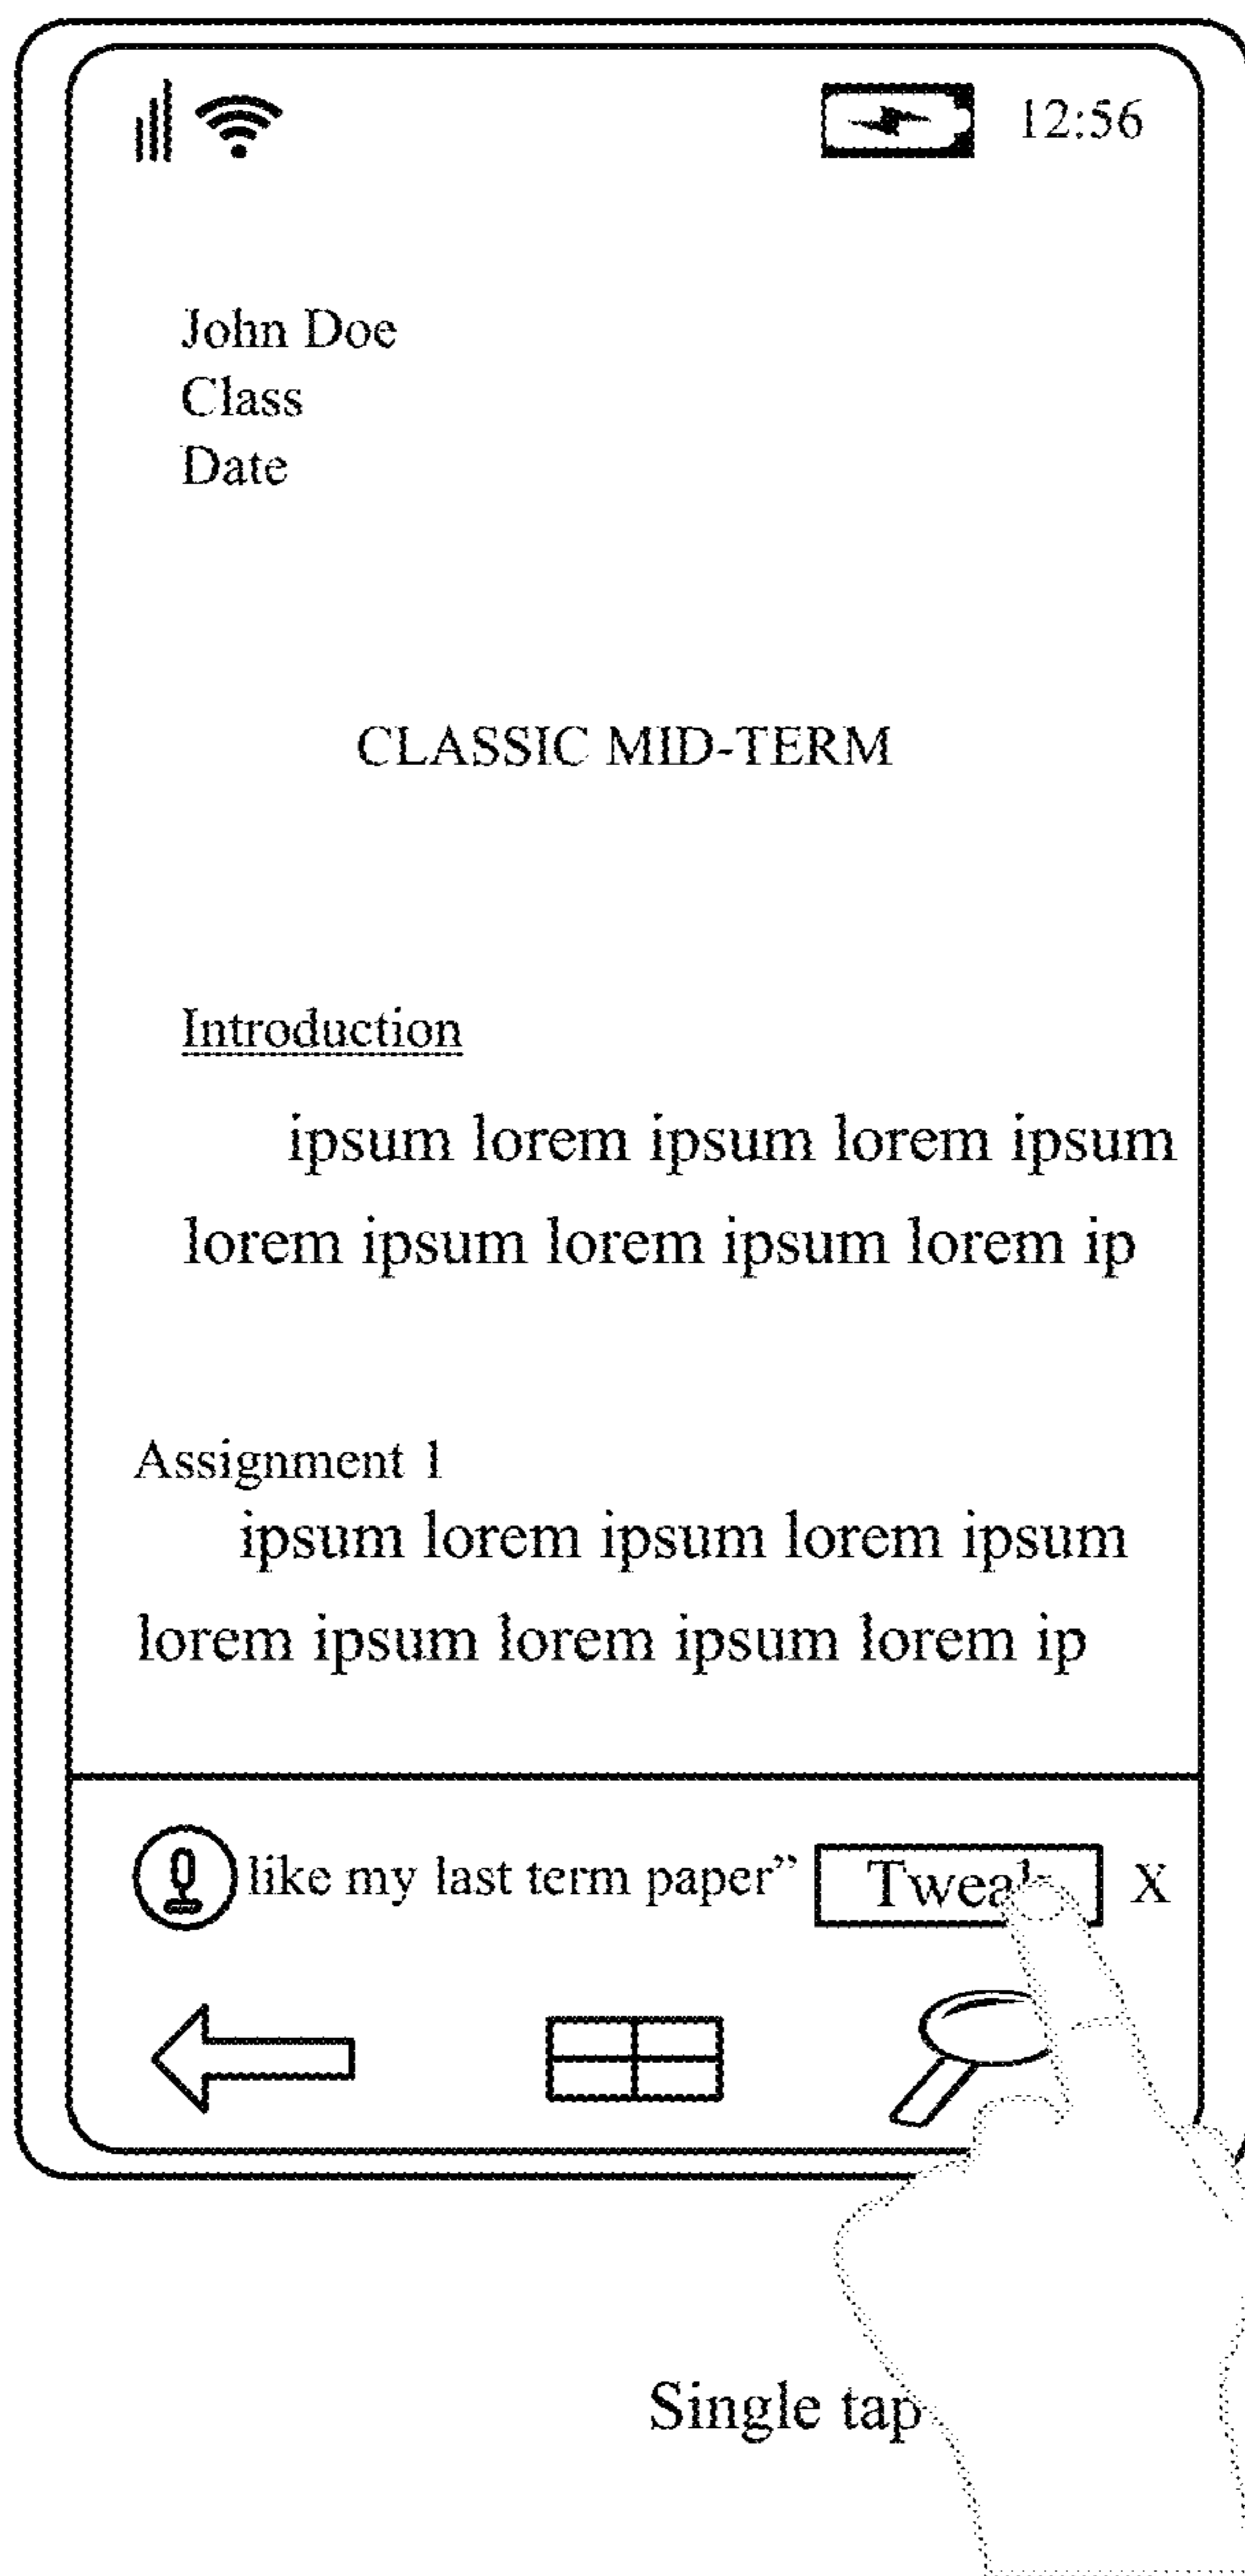 12:56
John Doe
Class
Date
CLASSIC MID-TERM
Introduction
ipsum lorem ipsum lorem ipsum
lorem ipsum lorem ipsum lorem ip
Assignment 1
ipsum lorem ipsum lorem ipsum
lorem ipsum lorem ipsum lorem ip
like my last term paper” Tweak X
Single tap